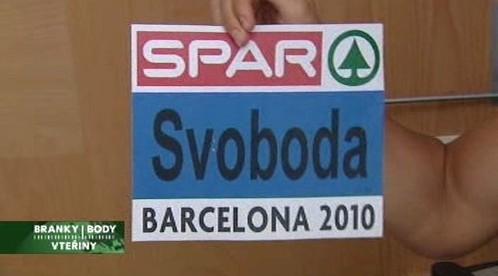 SPAR
Svoboda
BARCELONA 2010
BRANKY | BODY
VTEŘINY